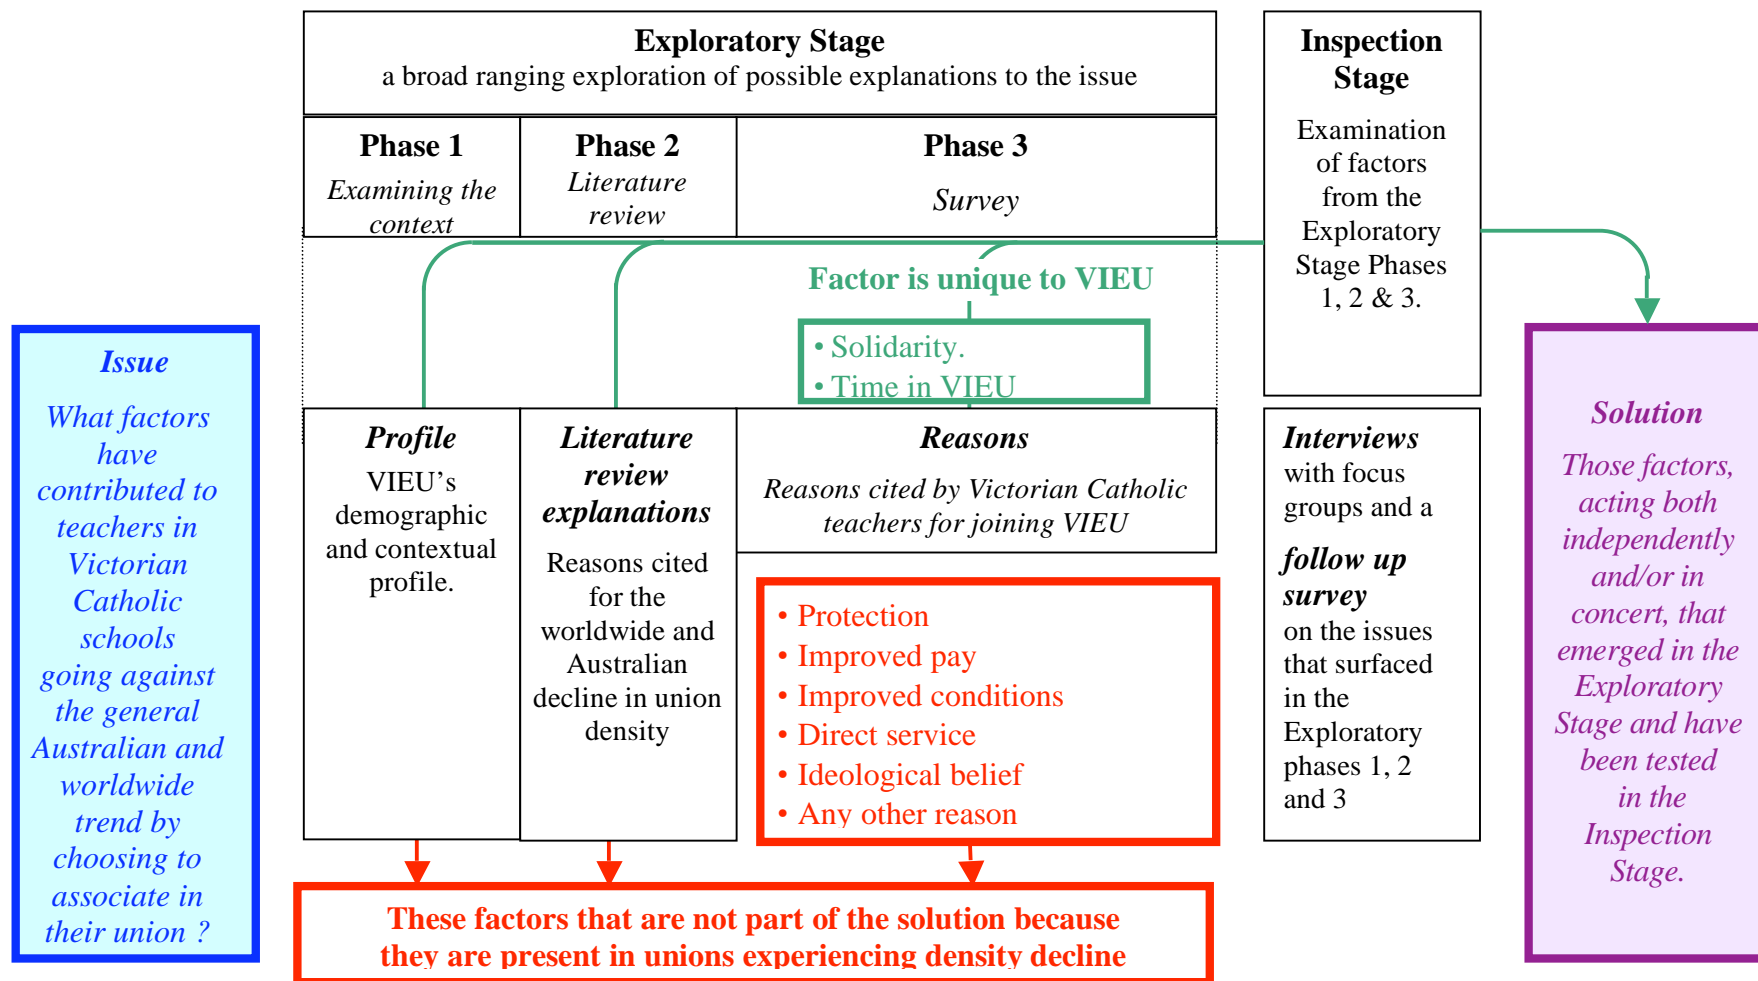 Exploratory Stage
a broad ranging exploration of possible explanations to the issue
Phase 1
Examining the
context
Phase 2
Literature
review
Phase 3
Survey
Inspection
Stage
Examination
of factors
from the
Exploratory
Stage Phases
1, 2 & 3.
Factor is unique to VIEU
• Solidarity.
• Time in VIEU
Issue
What factors
have
contributed to
teachers in
Victorian
Catholic
schools
going against
the general
Australian and
worldwide
trend by
choosing to
associate in
their union ?
Profile
VIEU’s
demographic
and contextual
profile.
Literature
review
explanations
Reasons cited
for the
worldwide and
Australian
decline in union
density
Reasons
Reasons cited by Victorian Catholic
teachers for joining VIEU
• Protection
• Improved pay
• Improved conditions
• Direct service
• Ideological belief
• Any other reason
Interviews
with focus
groups and a
follow up
survey
on the issues
that surfaced
in the
Exploratory
phases 1, 2
and 3
Solution
Those factors,
acting both
independently
and/or in
concert, that
emerged in the
Exploratory
Stage and have
been tested
in the
Inspection
Stage.
These factors that are not part of the solution because
they are present in unions experiencing density decline